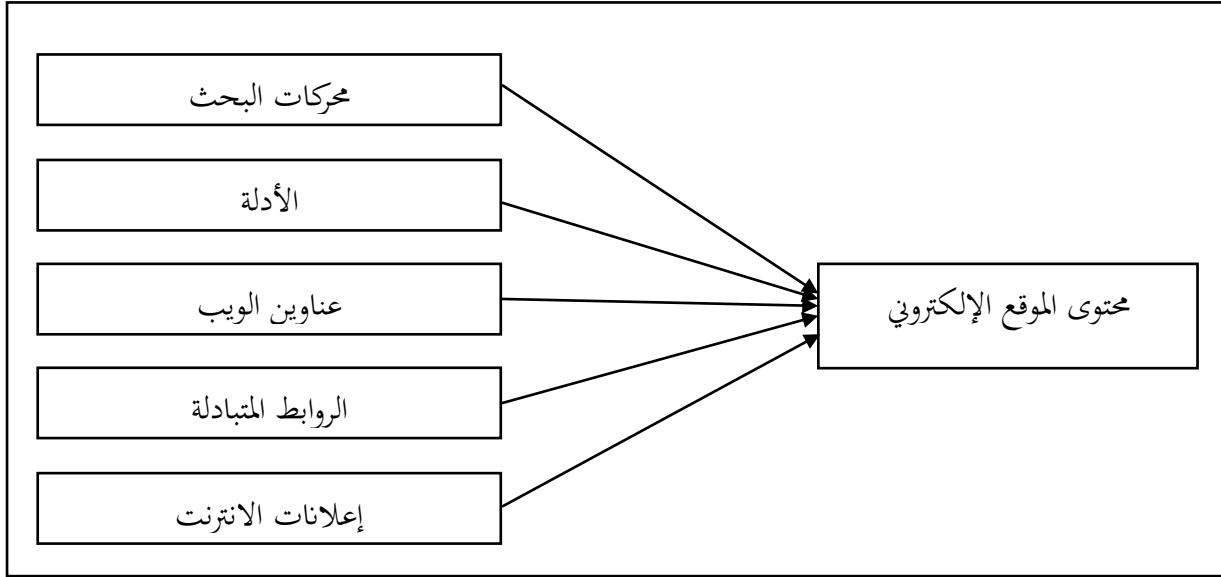 محركات البحث
الأدلة
عناوين الويب
الروابط المتبادلة
إعلانات الانترنت
محتوى الموقع الإلكتروني